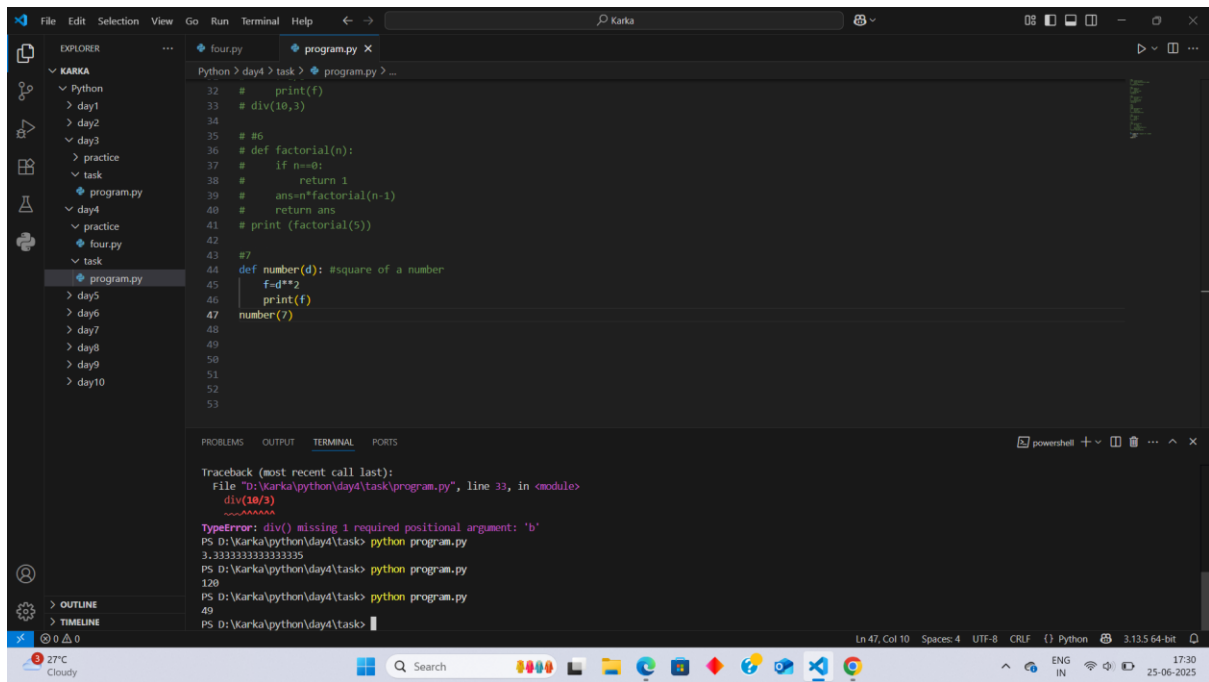 File Edit Selection View Go Run Terminal Help
Karka
EXPLORER
KARKA
Python
day1
day2
day3
practice
task
program.py
day4
practice
four.py
task
program.py
day5
day6
day7
day8
day9
day10
OUTLINE
TIMELINE
four.py
program.py
Python > day4 > task > program.py > ...
32 # print(f)
33 # div(10,3)
34
35 # #6
36 # def factorial(n):
37 # if n==0:
38 # return 1
39 # ans=n*factorial(n-1)
40 # return ans
41 # print (factorial(5))
42
43 #7
44 def number(d): #square of a number
45 f=d**2
46 print(f)
47 number(7)
48
49
50
51
52
53
PROBLEMS OUTPUT TERMINAL PORTS
powershell
Traceback (most recent call last):
File "D:\Karka\python\day4\task\program.py", line 33, in <module>
div(10/3)
~~~^^^^^^
TypeError: div() missing 1 required positional argument: 'b'
PS D:\Karka\python\day4\task> python program.py
3.3333333333333335
PS D:\Karka\python\day4\task> python program.py
120
PS D:\Karka\python\day4\task> python program.py
49
PS D:\Karka\python\day4\task>
0 0
Ln 47, Col 10 Spaces: 4 UTF-8 CRLF {} Python 3.13.5 64-bit
3
27°C
Cloudy
Search
ENG
IN
17:30
25-06-2025